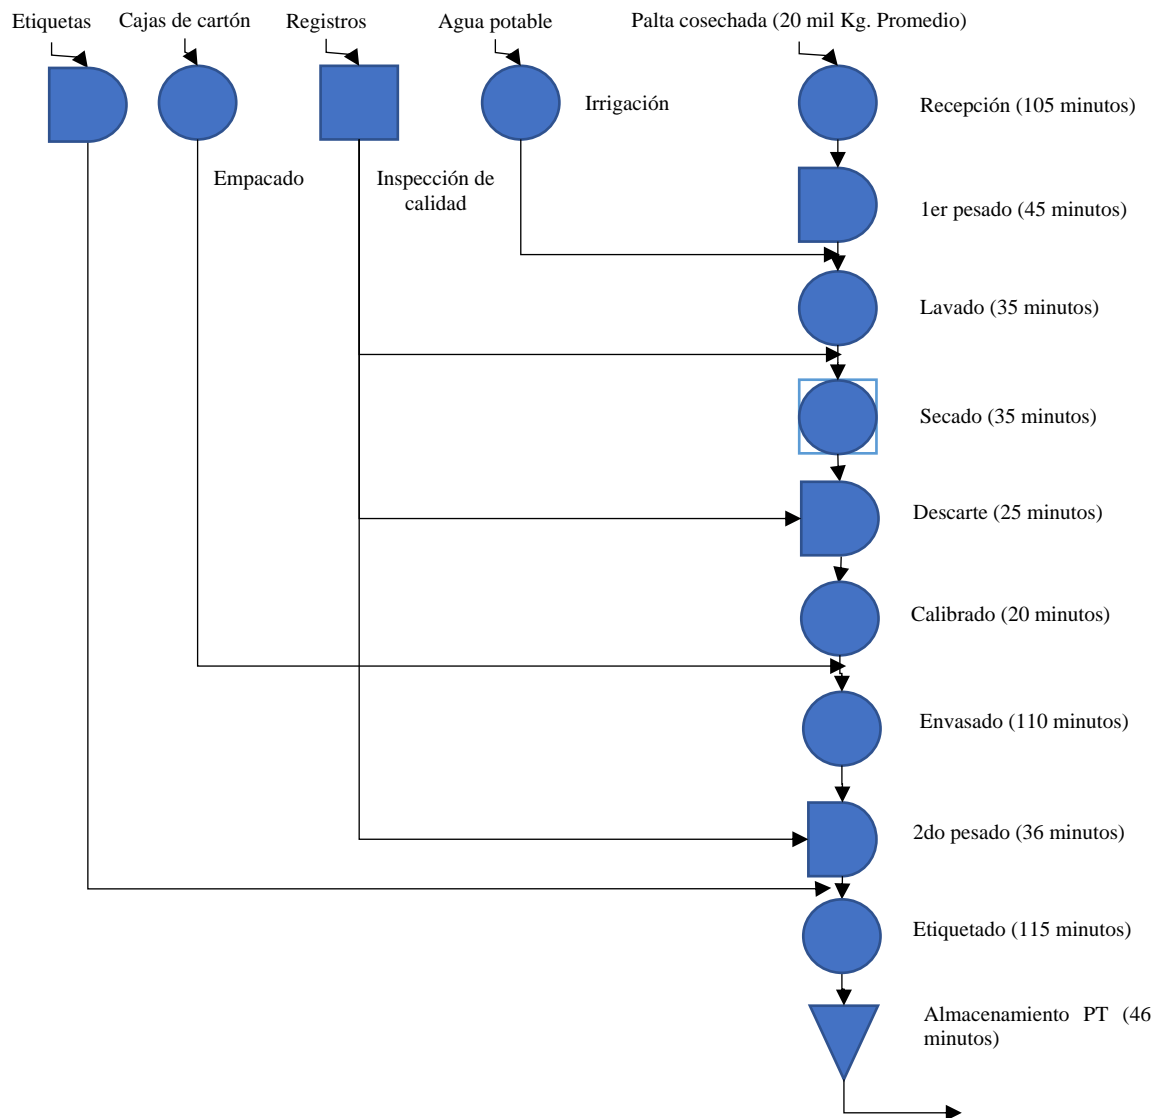 Etiquetas
Cajas de cartón
Registros
Agua potable
Palta cosechada (20 mil Kg. Promedio)
Irrigación
Recepción (105 minutos)
Empacado
Inspección de
calidad
1er pesado (45 minutos)
Lavado (35 minutos)
Secado (35 minutos)
Descarte (25 minutos)
Calibrado (20 minutos)
Envasado (110 minutos)
2do pesado (36 minutos)
Etiquetado (115 minutos)
Almacenamiento PT (46
minutos)